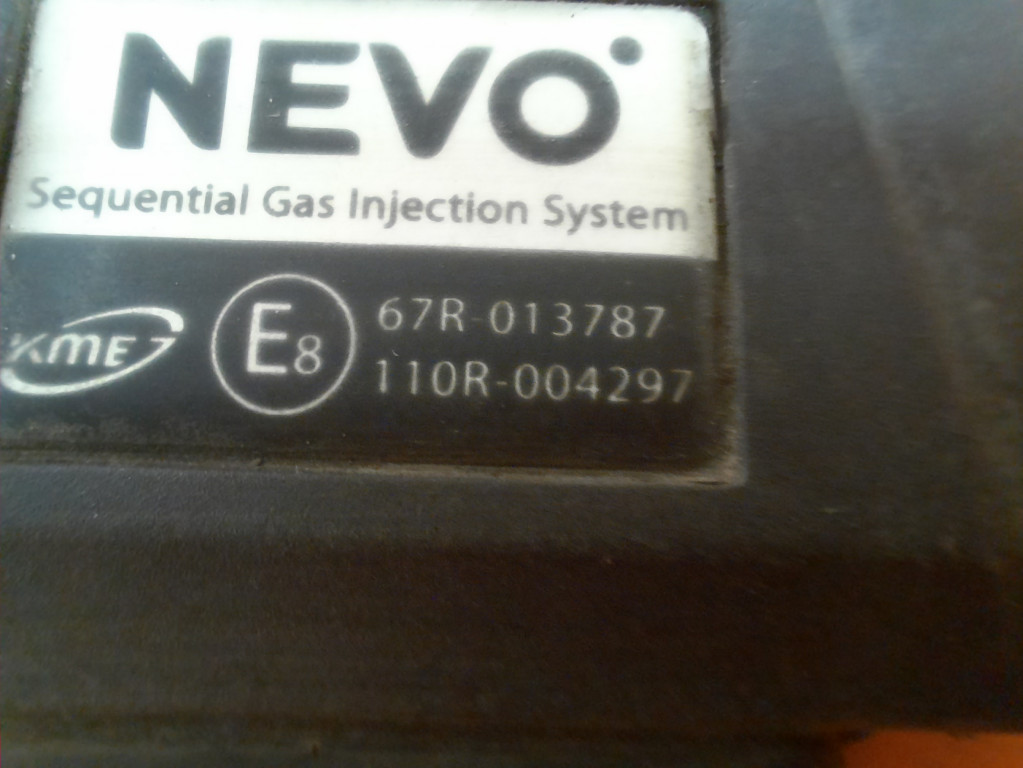 NEVO
Sequential Gas Injection System
KME
E8
67R-013787
110R-004297